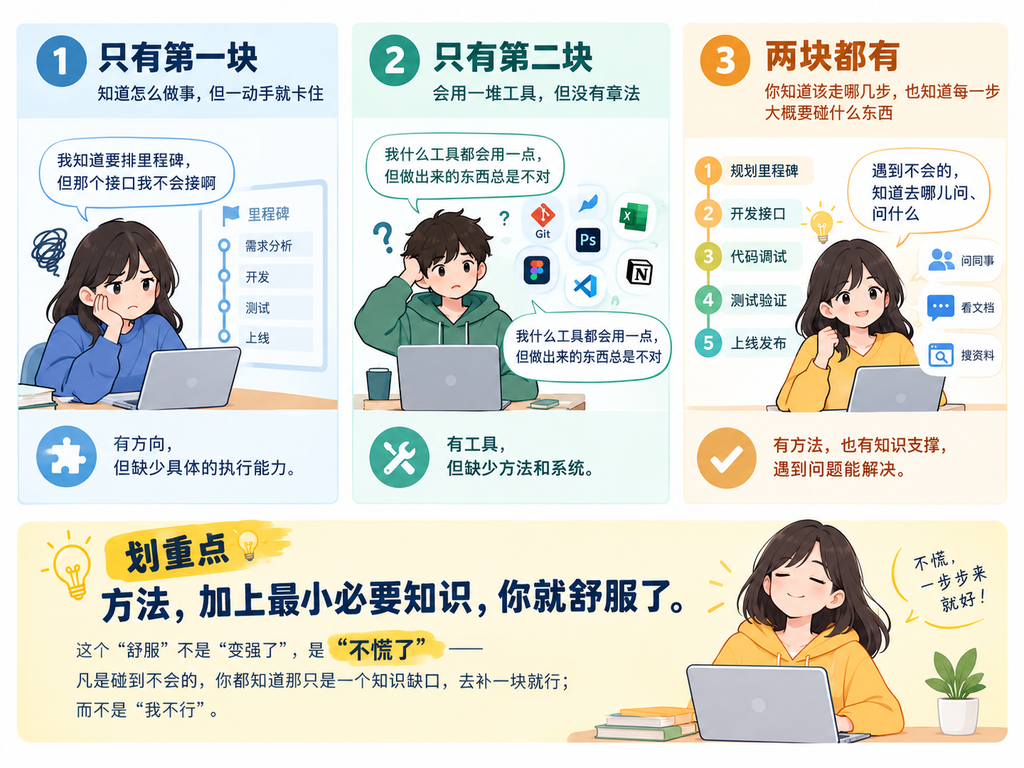 1 只有第一块
知道怎么做事，但一动手就卡住
我知道要排里程碑，
但那个接口我不会接啊
里程碑
需求分析
开发
测试
上线
有方向，
但缺少具体的执行能力。
2 只有第二块
会用一堆工具，但没有章法
我什么工具都会用一点，
但做出来的东西总是不对
Git
Ps
X
N
我什么工具都会用一点，
但做出来的东西总是不对
有工具，
但缺少方法和系统。
3 两块都有
你知道该走哪几步，也知道每一步
大概要碰什么东西
1 规划里程碑
2 开发接口
3 代码调试
4 测试验证
5 上线发布
遇到不会的，
知道去哪儿问、
问什么
问同事
看文档
搜资料
有方法，也有知识支撑，
遇到问题能解决。
划重点
方法，加上最小必要知识，你就舒服了。
这个“舒服”不是“变强了”，是“不慌了”——
凡是碰到不会的，你都知道那只是一个知识缺口，去补一块就行；
而不是“我不行”。
不慌，
一步步来
就好！